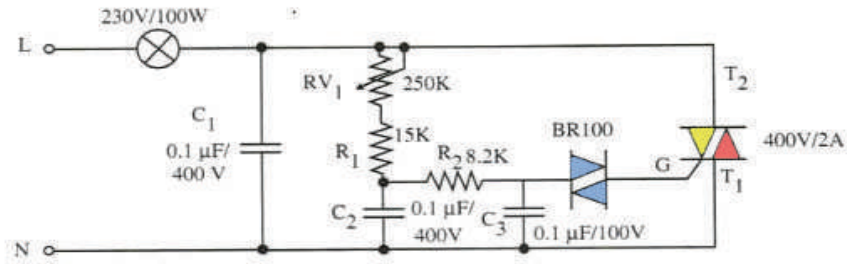 230V/100W
L
RV1
250K
T2
C1
0.1 µF/
400 V
15K
R1
R2 8.2K
BR100
400V/2A
G
T1
C2
0.1 µF/
400V
C3
0.1 µF/100V
N